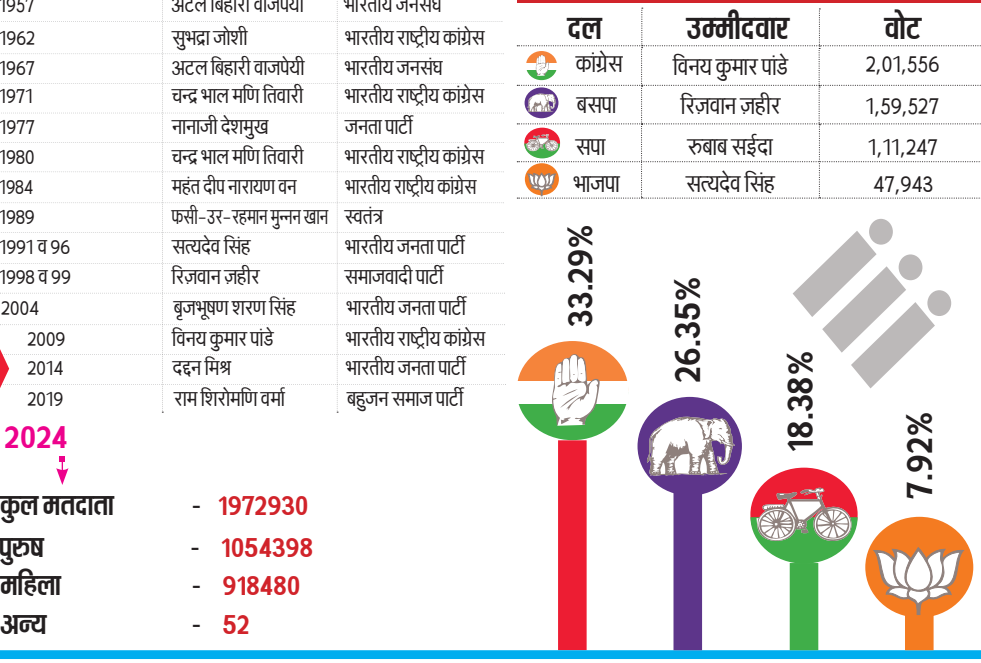 1957 अटल बिहारी वाजपेयी भारतीय जनसंघ
1962 सुभद्रा जोशी भारतीय राष्ट्रीय कांग्रेस
1967 अटल बिहारी वाजपेयी भारतीय जनसंघ
1971 चन्द्र भाल मणि तिवारी भारतीय राष्ट्रीय कांग्रेस
1977 नानाजी देशमुख जनता पार्टी
1980 चन्द्र भाल मणि तिवारी भारतीय राष्ट्रीय कांग्रेस
1984 महंत दीप नारायण वन भारतीय राष्ट्रीय कांग्रेस
1989 फसी-उर-रहमान मुन्नन खान स्वतंत्र
1991 व 96 सत्यदेव सिंह भारतीय जनता पार्टी
1998 व 99 रिज़वान ज़हीर समाजवादी पार्टी
2004 बृजभूषण शरण सिंह भारतीय जनता पार्टी
2009 विनय कुमार पांडे भारतीय राष्ट्रीय कांग्रेस
2014 दद्दन मिश्र भारतीय जनता पार्टी
2019 राम शिरोमणि वर्मा बहुजन समाज पार्टी
2024
कुल मतदाता - 1972930
पुरुष - 1054398
महिला - 918480
अन्य - 52
दल उम्मीदवार वोट
कांग्रेस विनय कुमार पांडे 2,01,556
बसपा रिज़वान ज़हीर 1,59,527
सपा रुबाब सईदा 1,11,247
भाजपा सत्यदेव सिंह 47,943
33.29%
26.35%
18.38%
7.92%